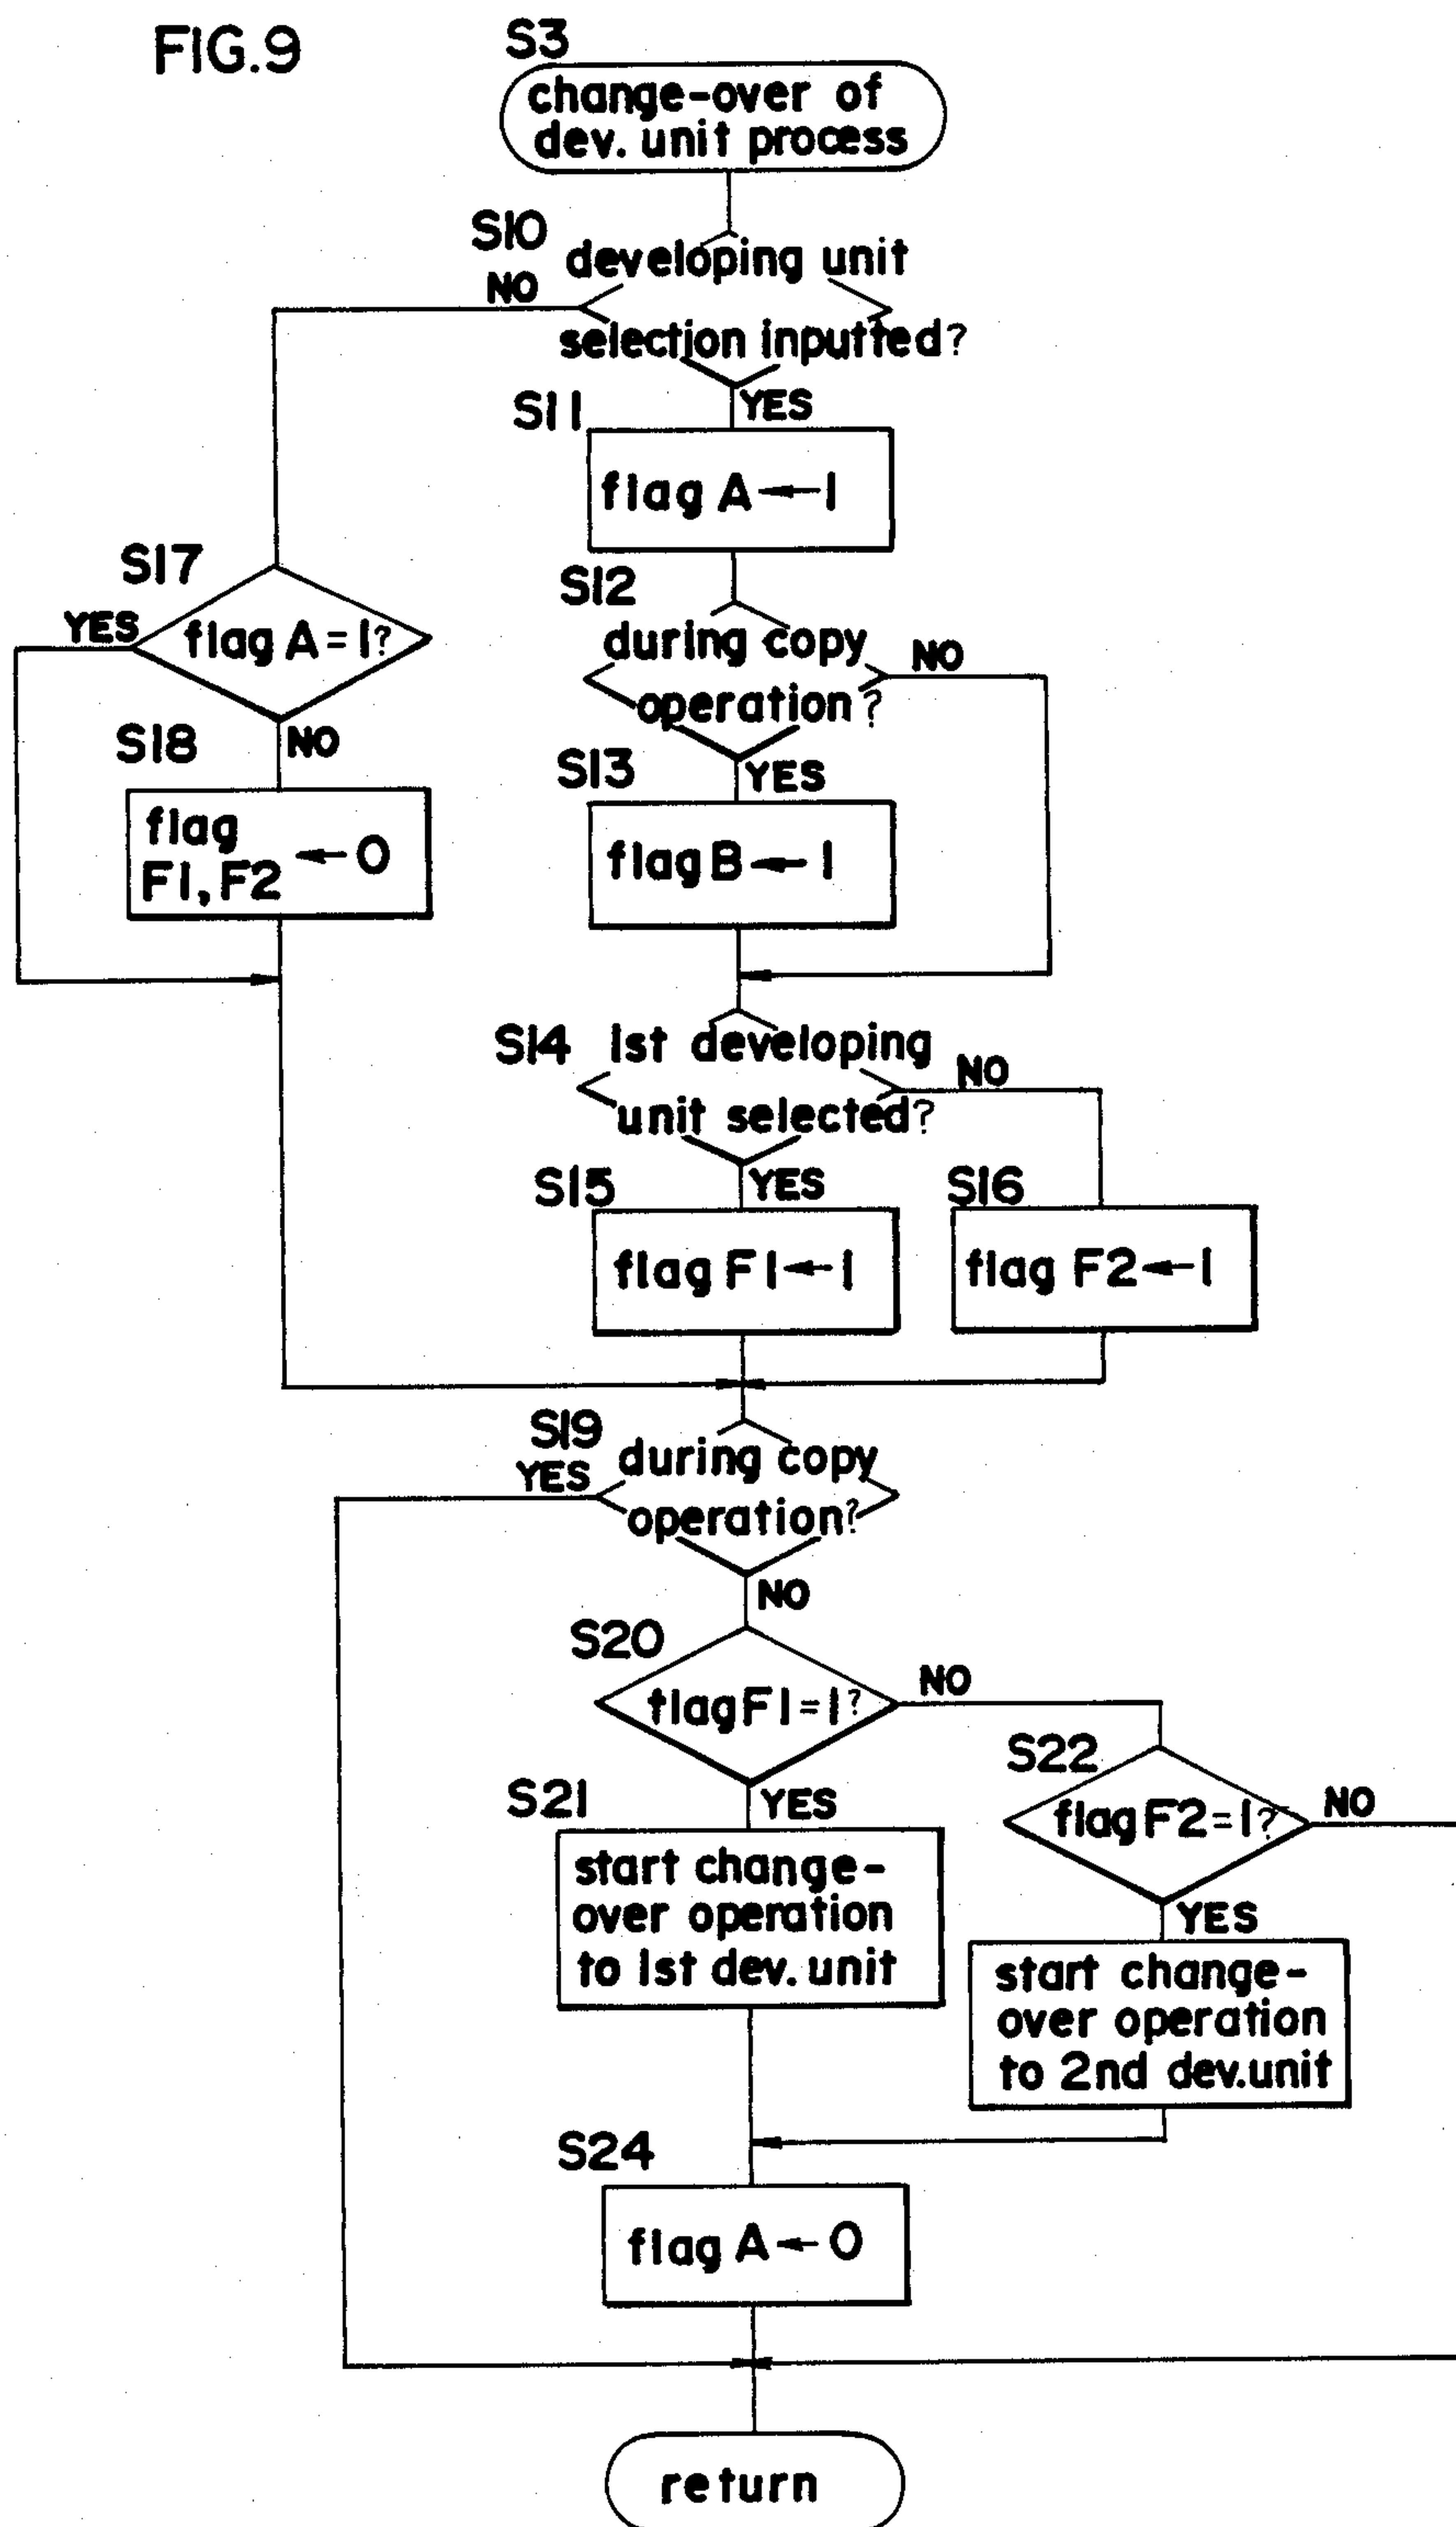 FIG.9
S3
change-over of
dev. unit process
S10
developing unit
NO
selection inputted?
YES
S11
flag A←1
S17
S12
YES
flag A=1?
during copy
NO
operation?
S18
NO
S13
YES
flag
F1, F2 ←0
flag B←1
S14
1st developing
NO
unit selected?
S15
YES
S16
flag F1←1
flag F2←1
S19
during copy
YES
operation?
NO
S20
flag F1=1?
NO
S22
S21
YES
flag F2=1?
NO
start change-
over operation
to 1st dev. unit
YES
start change-
over operation
to 2nd dev.unit
S24
flag A←0
return